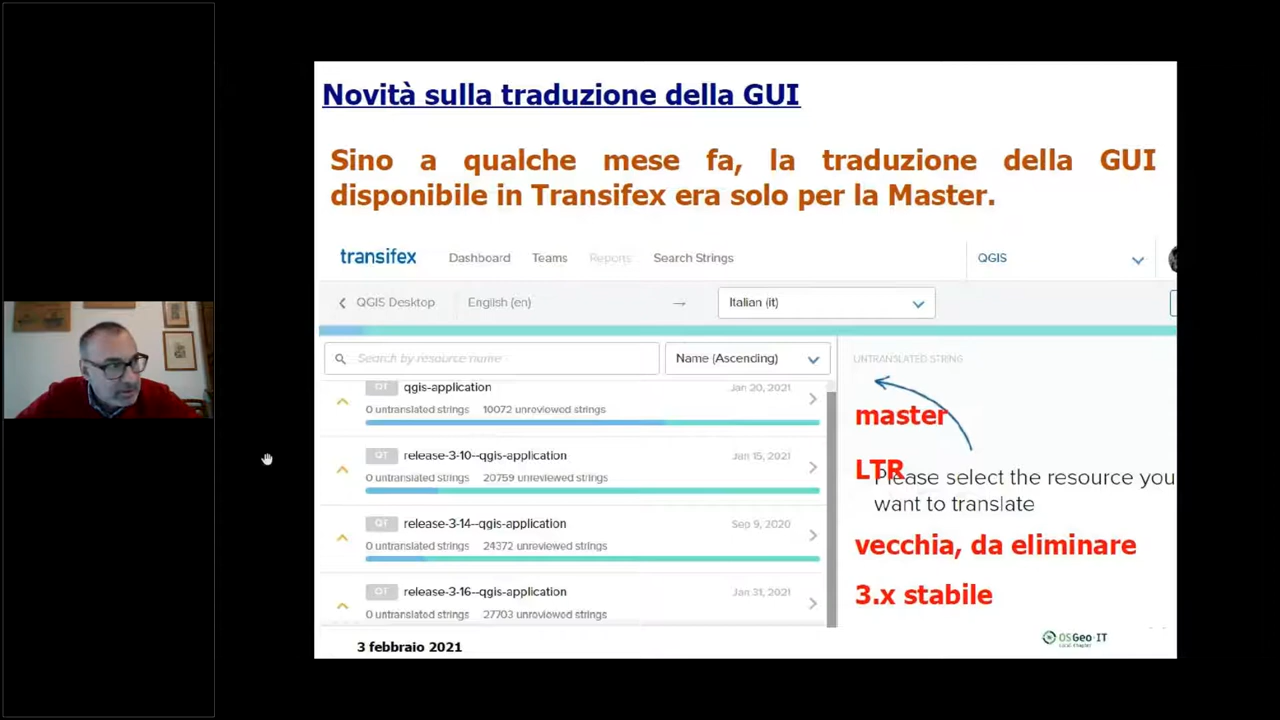 Novità sulla traduzione della GUI
Sino a qualche mese fa, la traduzione della GUI
disponibile in Transifex era solo per la Master.
transifex Dashboard Teams Reports Search Strings QGIS
QGIS Desktop English (en) → Italian (it)
Search by resource name Name (Ascending) UNTRANSLATED STRING
QT qgis-application Jan 20, 2021
0 untranslated strings 10072 unreviewed strings
master
QT release-3-10--qgis-application Jan 15, 2021
0 untranslated strings 20759 unreviewed strings
LTR
Please select the resource you
want to translate
QT release-3-14--qgis-application Sep 9, 2020
0 untranslated strings 24372 unreviewed strings
vecchia, da eliminare
QT release-3-16--qgis-application Jan 31, 2021
0 untranslated strings 27703 unreviewed strings
3.x stabile
3 febbraio 2021
OSGeo·IT